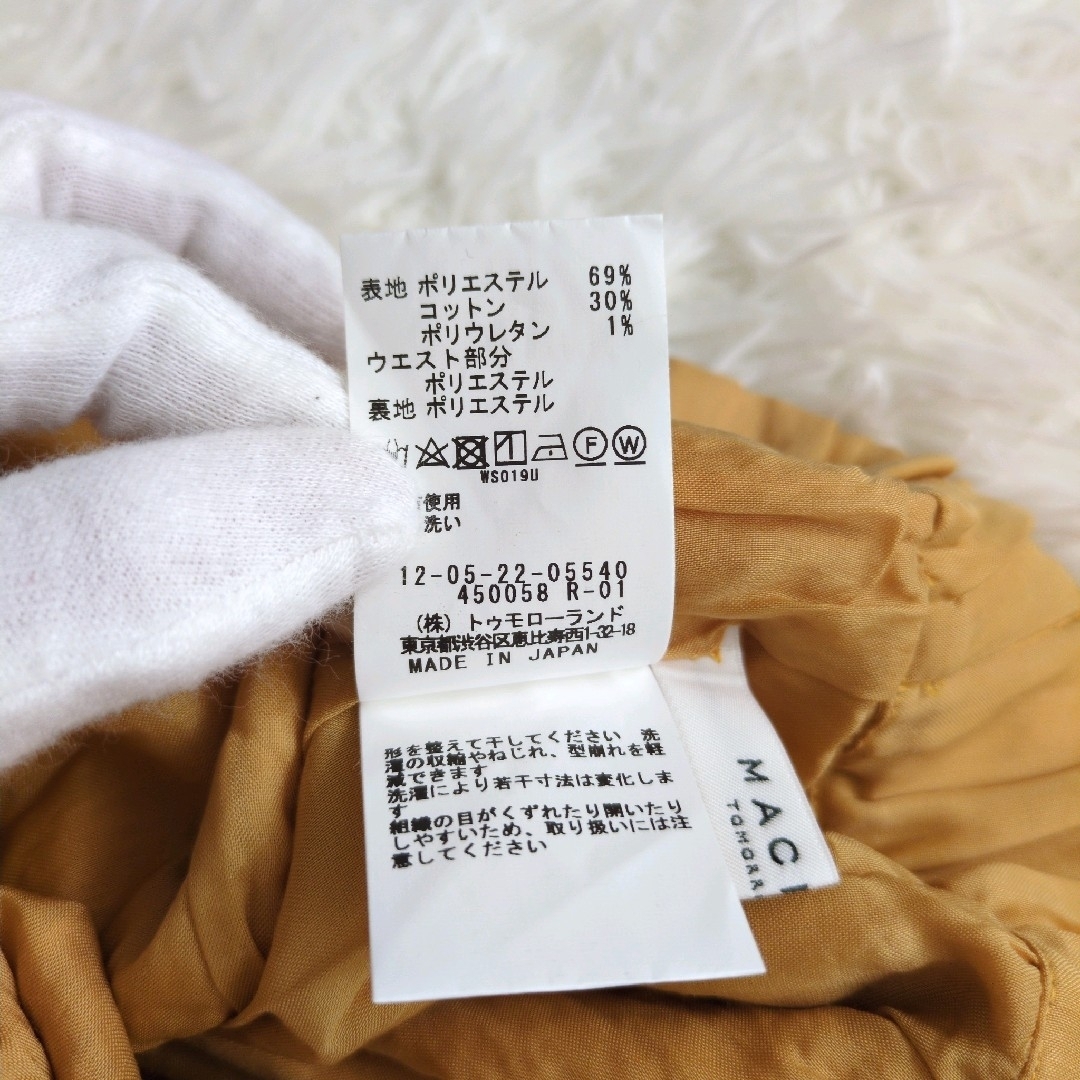 表地 ポリエステル 69%
コットン 30%
ポリウレタン 1%
ウエスト部分
ポリエステル
裏地 ポリエステル
F W
WS019U
使用
洗い
12-05-22-05540
450058 R-01
(株) トゥモローランド
東京都渋谷区恵比寿西1-32-18
MADE IN JAPAN
形を整えて干してください 洗
濯の収縮やねじれ、型崩れを軽
減できます
洗濯により若干寸法は変化しま
す
組織の目がくずれたり開いたり
しやすいため、取り扱いには注
意してください
MAC
TOMORR